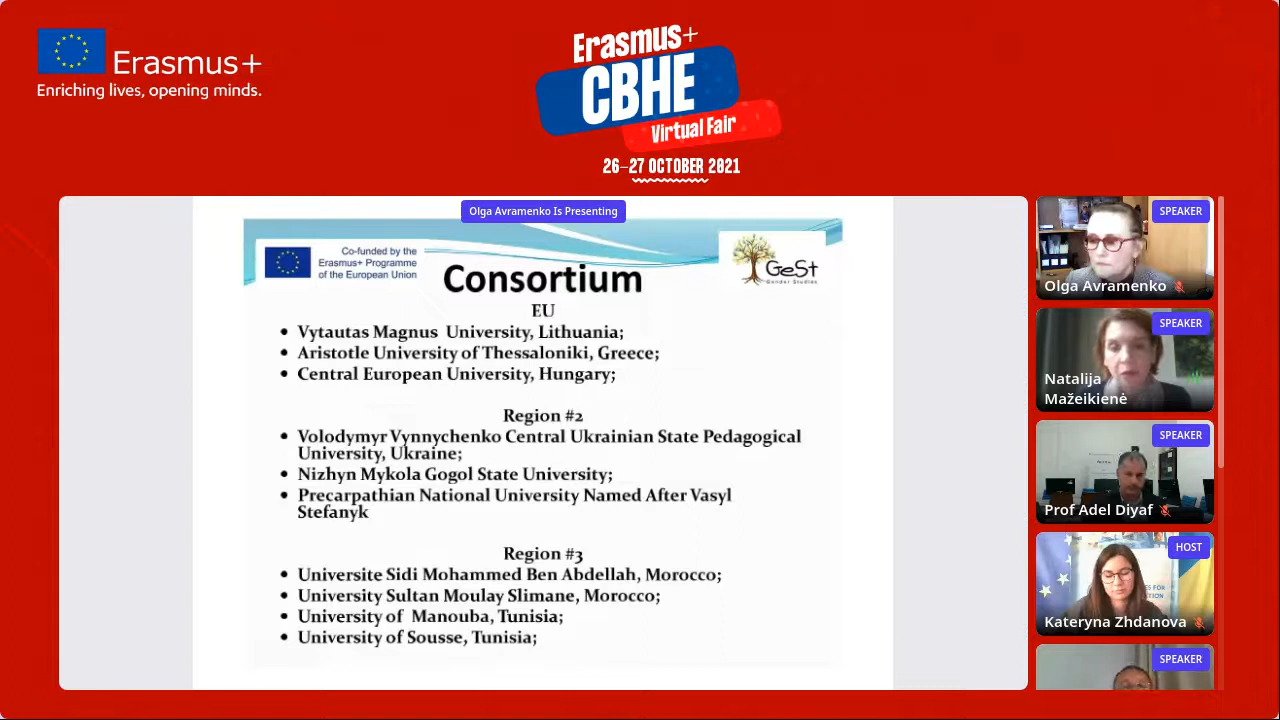 Erasmus+
Enriching lives, opening minds.
Erasmus+
CBHE
Virtual Fair
26–27 OCTOBER 2021
Olga Avramenko Is Presenting
Co-funded by the
Erasmus+ Programme
of the European Union
GeSt
Gender Studies
Consortium
EU
• Vytautas Magnus University, Lithuania;
• Aristotle University of Thessaloniki, Greece;
• Central European University, Hungary;
Region #2
• Volodymyr Vynnychenko Central Ukrainian State Pedagogical
University, Ukraine;
• Nizhyn Mykola Gogol State University;
• Precarpathian National University Named After Vasyl
Stefanyk
Region #3
• Universite Sidi Mohammed Ben Abdellah, Morocco;
• University Sultan Moulay Slimane, Morocco;
• University of Manouba, Tunisia;
• University of Sousse, Tunisia;
SPEAKER
Olga Avramenko
SPEAKER
Natalija
Mažeikienė
SPEAKER
Prof Adel Diyaf
HOST
Kateryna Zhdanova
SPEAKER